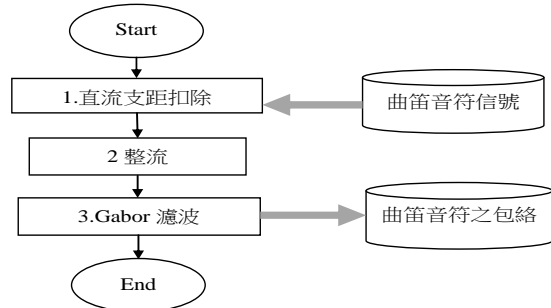 Start
1.直流支距扣除
曲笛音符信號
2 整流
3.Gabor 濾波
曲笛音符之包絡
End